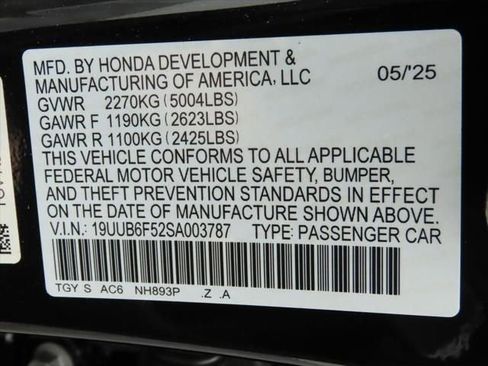 MFD. BY HONDA DEVELOPMENT &
MANUFACTURING OF AMERICA, LLC 05/'25
GVWR 2270KG (5004LBS)
GAWR F 1190KG (2623LBS)
GAWR R 1100KG (2425LBS)
THIS VEHICLE CONFORMS TO ALL APPLICABLE
FEDERAL MOTOR VEHICLE SAFETY, BUMPER,
AND THEFT PREVENTION STANDARDS IN EFFECT
ON THE DATE OF MANUFACTURE SHOWN ABOVE.
V.I.N.: 19UUB6F52SA003787 TYPE: PASSENGER CAR
TGY S AC6 NH893P .Z .A